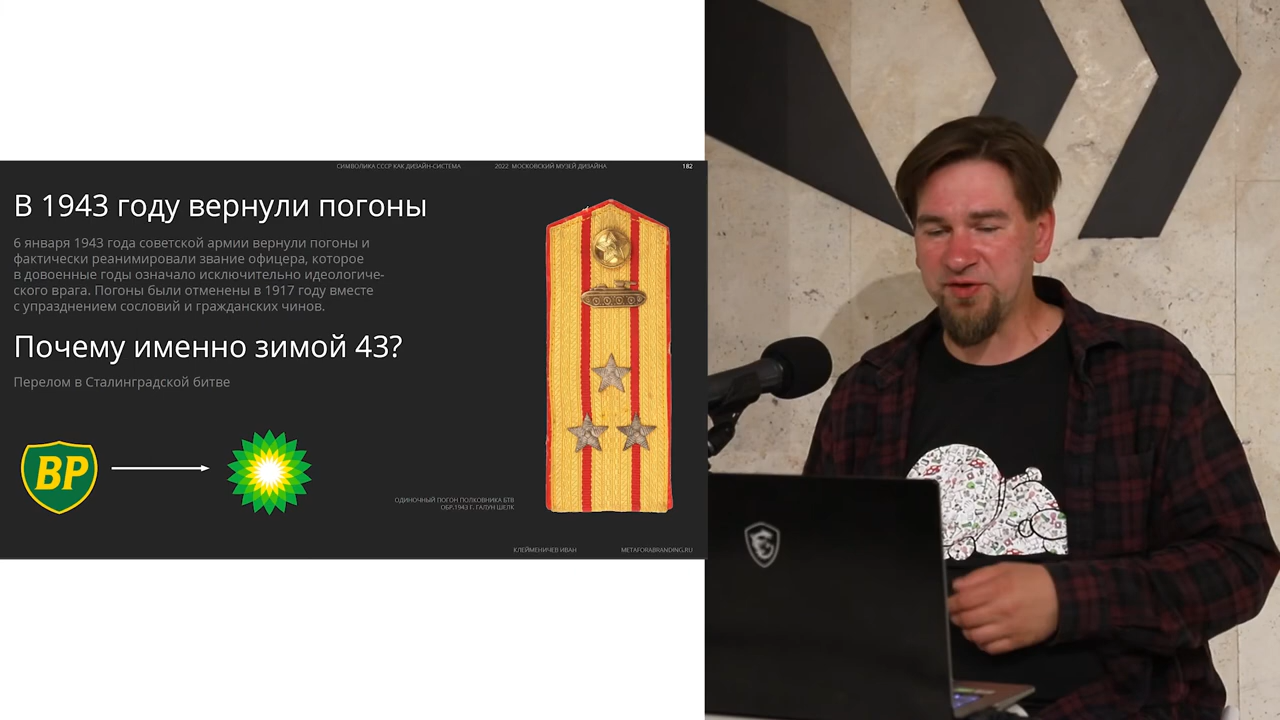 СИМВОЛИКА СССР КАК ДИЗАЙН-СИСТЕМА
2022 МОСКОВСКИЙ МУЗЕЙ ДИЗАЙНА
182
В 1943 году вернули погоны
6 января 1943 года советской армии вернули погоны и
фактически реанимировали звание офицера, которое
в довоенные годы означало исключительно идеологиче-
ского врага. Погоны были отменены в 1917 году вместе
с упразднением сословий и гражданских чинов.
Почему именно зимой 43?
Перелом в Сталинградской битве
BP
ОДИНОЧНЫЙ ПОГОН ПОЛКОВНИКА БТВ
ОБР.1943 Г. ГАЛУН ШЕЛК
КЛЕЙМЕНИЧЕВ ИВАН
METAFORABRANDING.RU